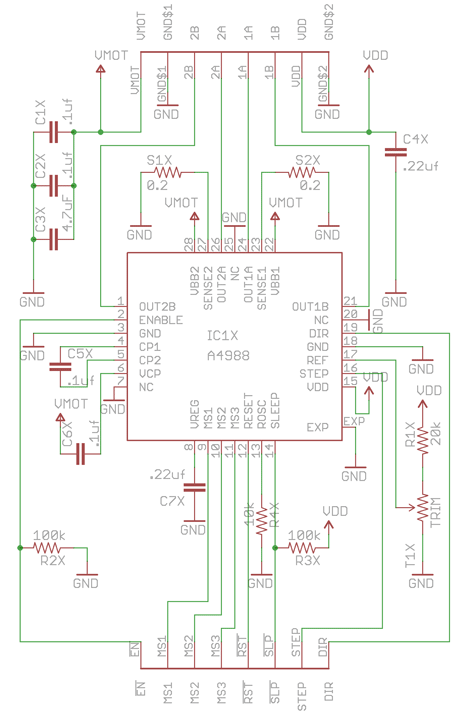 VMOT
GND$1
2B
2A
1A
1B
VDD
GND$2
VMOT
VMOT
GND$1
2B
2A
1A
1B
VDD
GND$2
VDD
GND
GND
C1X
.1uf
C2X
.1uf
C3X
4.7uF
C4X
.22uf
S1X
0.2
S2X
0.2
VMOT
GND
VMOT
GND
GND
28
27
26
25
24
23
22
VBB2
SENSE2
OUT2A
NC
OUT1A
SENSE1
VBB1
GND
GND
1
2
3
4
5
6
7
OUT2B
ENABLE
GND
CP1
CP2
VCP
NC
IC1X
A4988
OUT1B
NC
DIR
GND
REF
STEP
VDD
EXP
21
20
19
18
17
16
15
EXP
GND
GND
GND
C5X
.1uf
GND
VDD
VDD
VMOT
C6X
.1uf
VREG
MS1
MS2
MS3
RESET
ROSC
SLEEP
8
9
10
11
12
13
14
R1X
20k
GND
.22uf
C7X
GND
10k
R4X
GND
TRIM
T1X
GND
VDD
100k
R2X
GND
100k
R3X
EN
MS1
MS2
MS3
RST
SLP
STEP
DIR
EN
MS1
MS2
MS3
RST
SLP
STEP
DIR